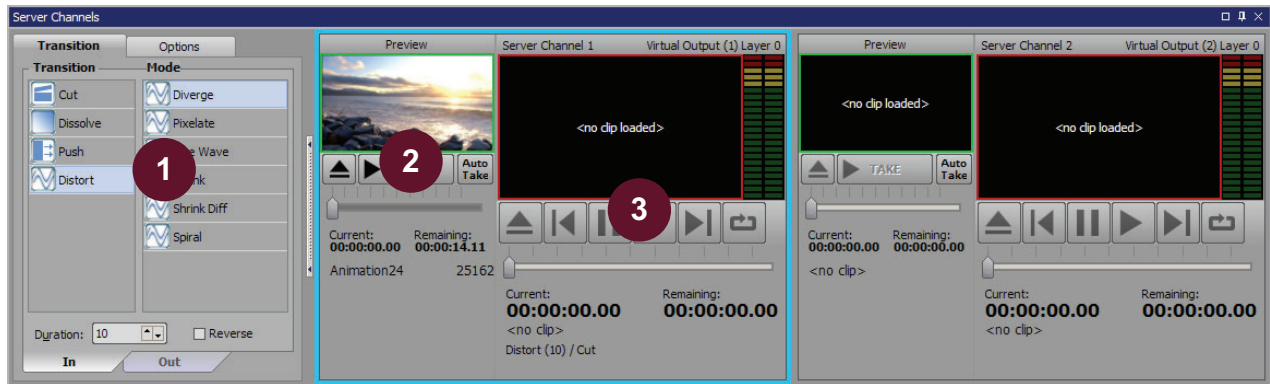 Server Channels
Transition
Options
Transition
Mode
Cut
Dissolve
Push
Distort
Diverge
Pixelate
Wave
Shrink Diff
Spiral
Duration: 10
Reverse
In
Out
1
Preview
2
Auto
Take
Current:
Remaining:
00:00:00.00
00:00:14.11
Animation24
25162
Server Channel 1
Virtual Output (1) Layer 0
<no clip loaded>
3
Current:
Remaining:
00:00:00.00
00:00:00.00
<no clip>
Distort (10) / Cut
Preview
<no clip loaded>
TAKE
Auto
Take
Current:
Remaining:
00:00:00.00
00:00:00.00
<no clip>
Server Channel 2
Virtual Output (2) Layer 0
<no clip loaded>
Current:
Remaining:
00:00:00.00
00:00:00.00
<no clip>